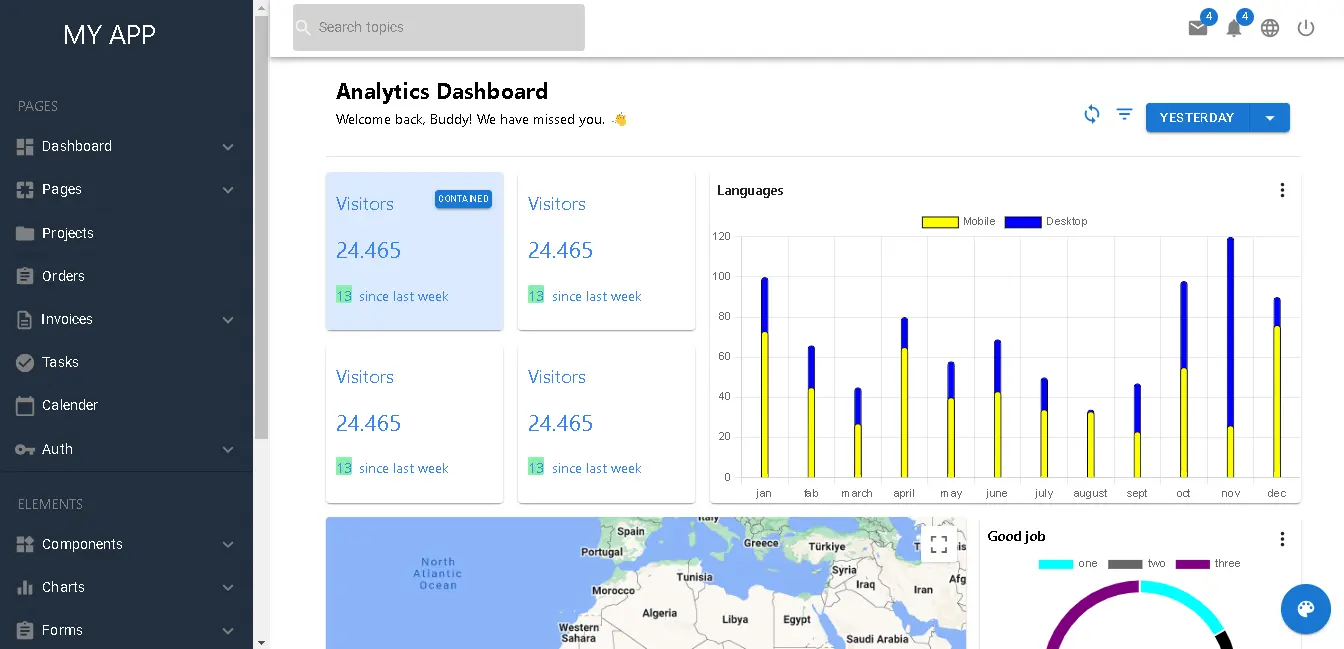 MY APP
PAGES
Dashboard
Pages
Projects
Orders
Invoices
Tasks
Calender
Auth
ELEMENTS
Components
Charts
Forms
Search topics
4
4
Analytics Dashboard
Welcome back, Buddy! We have missed you. 👋
YESTERDAY
Visitors
CONTAINED
24.465
13 since last week
Visitors
24.465
13 since last week
Visitors
24.465
13 since last week
Visitors
24.465
13 since last week
Languages
Mobile Desktop
120
100
80
60
40
20
0
jan fab march april may june july august sept oct nov dec
North
Atlantic
Ocean
Spain
Portugal
Italy
Greece
Türkiye
Syria
Iraq
Iran
Tunisia
Morocco
Algeria
Libya
Egypt
Western
Sahara
Saudi Arabia
Afg
Good job
one two three